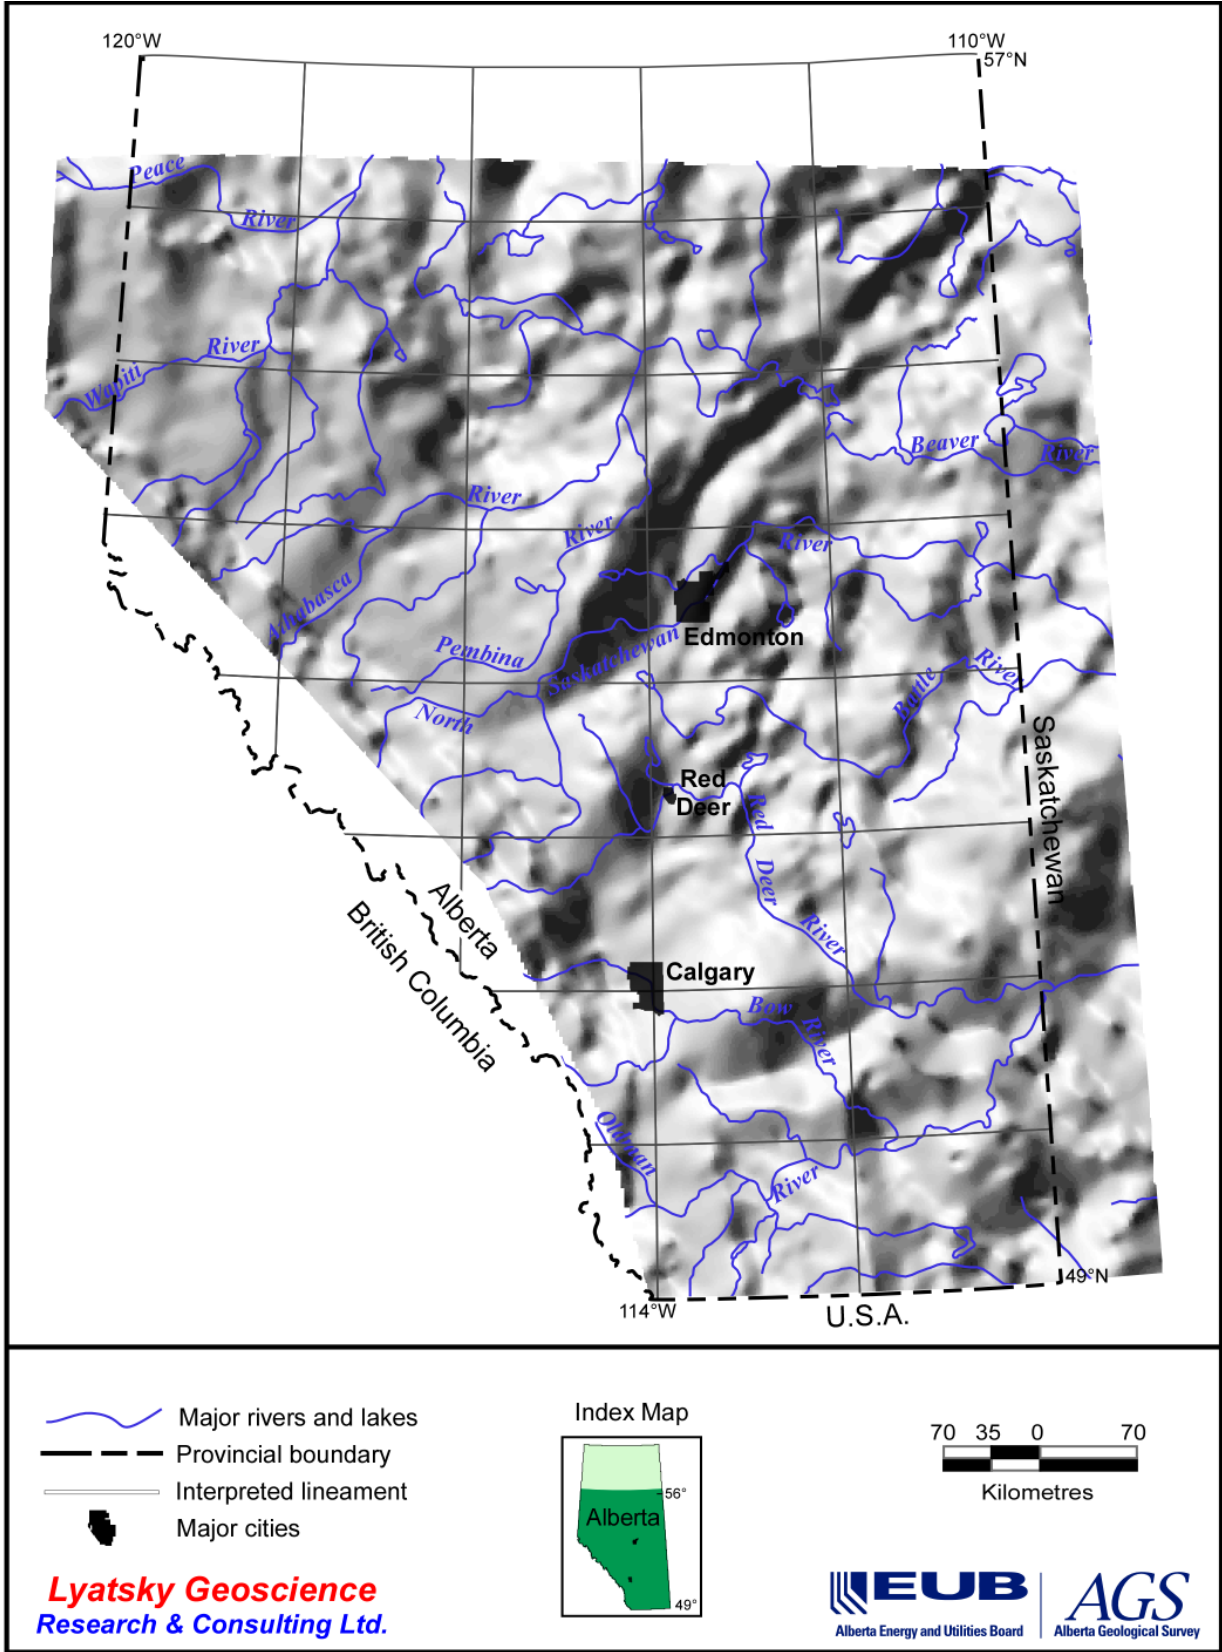 120°W
110°W
57°N
Peace
River
River
Wapiti
Beaver
River
River
River
River
Athabasca
Edmonton
Pembina
Saskatchewan
North
Battle
River
Saskatchewan
Red
Deer
Red
Deer
River
Alberta
British Columbia
Calgary
Bow
River
Oldman
River
49°N
114°W
U.S.A.
Major rivers and lakes
Provincial boundary
Interpreted lineament
Major cities
Index Map
56°
Alberta
49°
70 35 0 70
Kilometres
Lyatsky Geoscience
Research & Consulting Ltd.
EUB
Alberta Energy and Utilities Board
AGS
Alberta Geological Survey